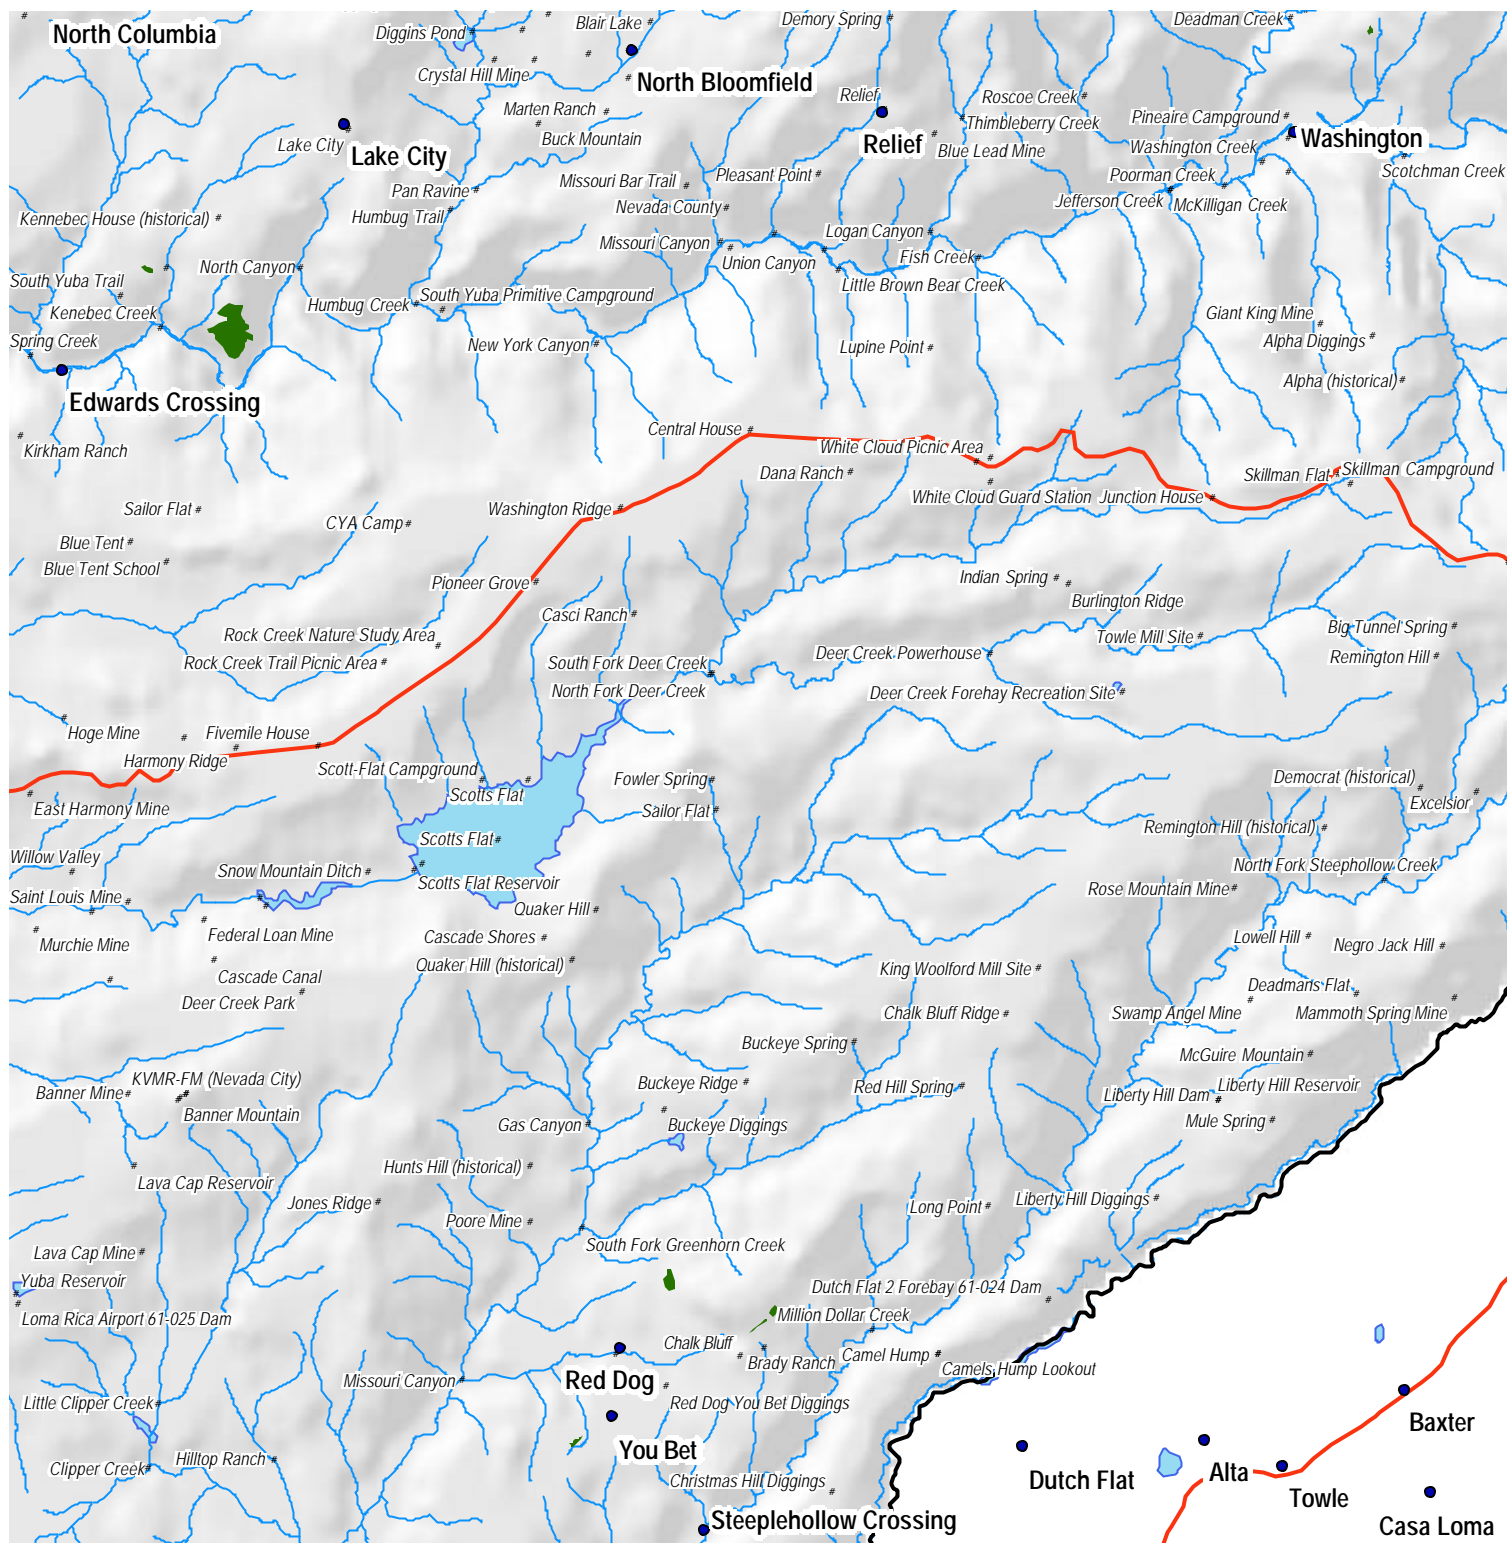 Deadman Creek
Demory Spring
Blair Lake
North Columbia
Diggins Pond
Crystal Hill Mine
North Bloomfield
Relief
Roscoe Creek
Marten Ranch
Pineaire Campground
Thimbleberry Creek
Buck Mountain
Washington
Lake City
Relief
Washington Creek
Blue Lead Mine
Lake City
Scotchman Creek
Pleasant Point
Poorman Creek
Missouri Bar Trail
Pan Ravine
Jefferson Creek
McKilligan Creek
Nevada County
Humbug Trail
Kennebec House (historical)
Logan Canyon
Missouri Canyon
Fish Creek
Union Canyon
North Canyon
South Yuba Trail
Little Brown Bear Creek
South Yuba Primitive Campground
Humbug Creek
Kenebec Creek
Giant King Mine
Spring Creek
Alpha Diggings
New York Canyon
Lupine Point
Alpha (historical)
Edwards Crossing
Central House
White Cloud Picnic Area
Kirkham Ranch
Skillman Flat
Skillman Campground
Dana Ranch
White Cloud Guard Station
Junction House
Sailor Flat
Washington Ridge
CYA Camp
Blue Tent
Blue Tent School
Pioneer Grove
Indian Spring
Burlington Ridge
Casci Ranch
Big Tunnel Spring
Rock Creek Nature Study Area
Towle Mill Site
Deer Creek Powerhouse
Remington Hill
Rock Creek Trail Picnic Area
South Fork Deer Creek
North Fork Deer Creek
Deer Creek Forehay Recreation Site
Hoge Mine
Fivemile House
Harmony Ridge
Scott-Flat Campground
Fowler Spring
Democrat (historical)
Scotts Flat
East Harmony Mine
Sailor Flat
Excelsior
Remington Hill (historical)
Scotts Flat
Willow Valley
North Fork Steephollow Creek
Snow Mountain Ditch
Scotts Flat Reservoir
Rose Mountain Mine
Saint Louis Mine
Quaker Hill
Federal Loan Mine
Cascade Shores
Lowell Hill
Murchie Mine
Negro Jack Hill
Quaker Hill (historical)
King Woolford Mill Site
Cascade Canal
Deadmans Flat
Deer Creek Park
Chalk Bluff Ridge
Swamp Angel Mine
Mammoth Spring Mine
Buckeye Spring
McGuire Mountain
KVMR-FM (Nevada City)
Buckeye Ridge
Red Hill Spring
Liberty Hill Reservoir
Banner Mine
Liberty Hill Dam
Banner Mountain
Gas Canyon
Buckeye Diggings
Mule Spring
Hunts Hill (historical)
Lava Cap Reservoir
Jones Ridge
Long Point
Liberty Hill Diggings
Poore Mine
South Fork Greenhorn Creek
Lava Cap Mine
Yuba Reservoir
Dutch Flat 2 Forebay 61-024 Dam
Loma Rica Airport 61-025 Dam
Million Dollar Creek
Chalk Bluff
Camel Hump
Brady Ranch
Camels Hump Lookout
Missouri Canyon
Red Dog
Little Clipper Creek
Red Dog You Bet Diggings
Baxter
You Bet
Hilltop Ranch
Clipper Creek
Christmas Hill Diggings
Dutch Flat
Alta
Towle
Steeplehollow Crossing
Casa Loma